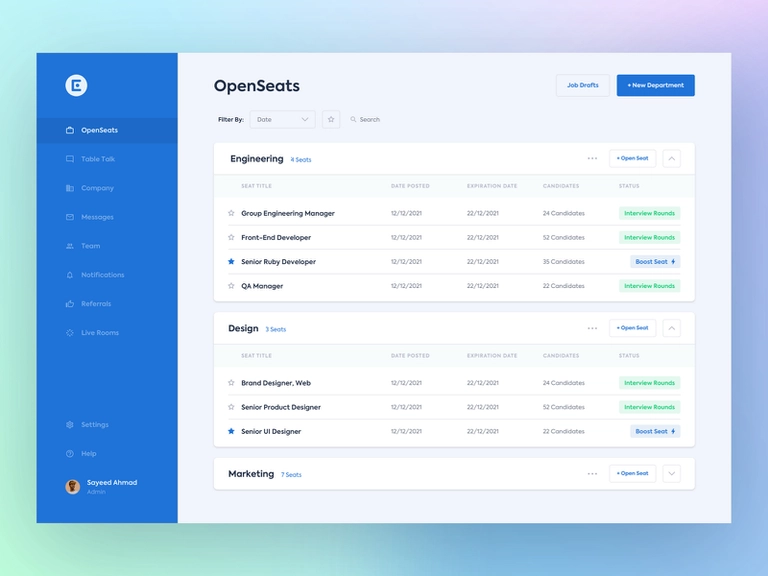 OpenSeats
Table Talk
Company
Messages
Team
Notifications
Referrals
Live Rooms
Settings
Help
Sayeed Ahmad
Admin
OpenSeats
Job Drafts
+ New Department
Filter By:
Date
Search
Engineering 4 Seats
+ Open Seat
SEAT TITLE DATE POSTED EXPIRATION DATE CANDIDATES STATUS
Group Engineering Manager 12/12/2021 22/12/2021 24 Candidates Interview Rounds
Front-End Developer 12/12/2021 22/12/2021 52 Candidates Interview Rounds
Senior Ruby Developer 12/12/2021 22/12/2021 35 Candidates Boost Seat
QA Manager 12/12/2021 22/12/2021 22 Candidates Interview Rounds
Design 3 Seats
+ Open Seat
SEAT TITLE DATE POSTED EXPIRATION DATE CANDIDATES STATUS
Brand Designer, Web 12/12/2021 22/12/2021 24 Candidates Interview Rounds
Senior Product Designer 12/12/2021 22/12/2021 52 Candidates Interview Rounds
Senior UI Designer 12/12/2021 22/12/2021 22 Candidates Boost Seat
Marketing 7 Seats
+ Open Seat